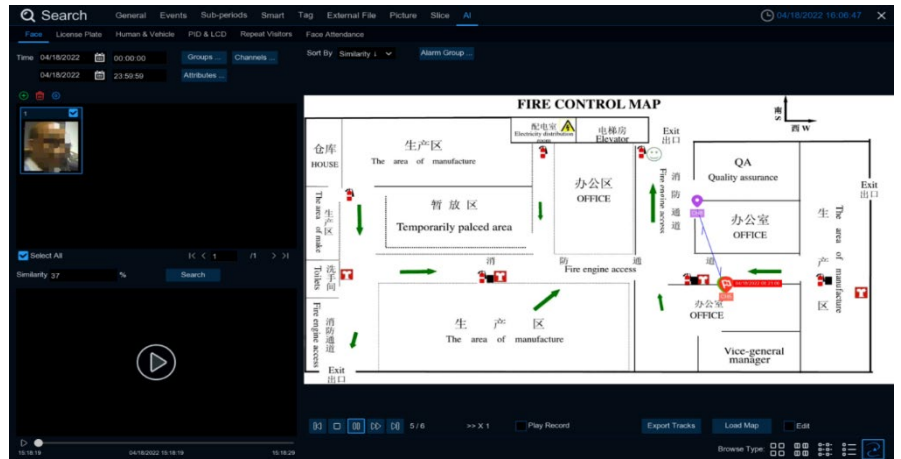 Search General Events Sub-periods Smart Tag External File Picture Slice AI 04/18/2022 16:06:47
Face License Plate Human & Vehicle PID & LCD Repeat Visitors Face Attendance
Time 04/18/2022 00:00:00 Groups ... Channels ... Sort By Similarity ↓ Alarm Group ...
04/18/2022 23:59:59 Attributes ...
1
Select All
1 /1
Similarity 37 % Search
15:18:19 04/18/2022 15:18:19 15:18:29
FIRE CONTROL MAP
南 S
西 W
仓库
HOUSE
生产区
The area of manufacture
配电室
Electricity distribution
room
电梯房
Elevator
Exit
出口
QA
Quality assurance
Exit
出口
The area of make
生产区
暂放区
Temporarily palced area
办公区
OFFICE
Fire engine access
消防通道
办公室
OFFICE
生产区
The area of manufacture
Toilets
洗手间
消防通道
Fire engine access
Fire engine access
消防通道
生产区
The area of manufacture
办公室
OFFICE
Vice-general
manager
Exit
出口
5/6 >> X 1 Play Record Export Tracks Load Map Edit
Browse Type: